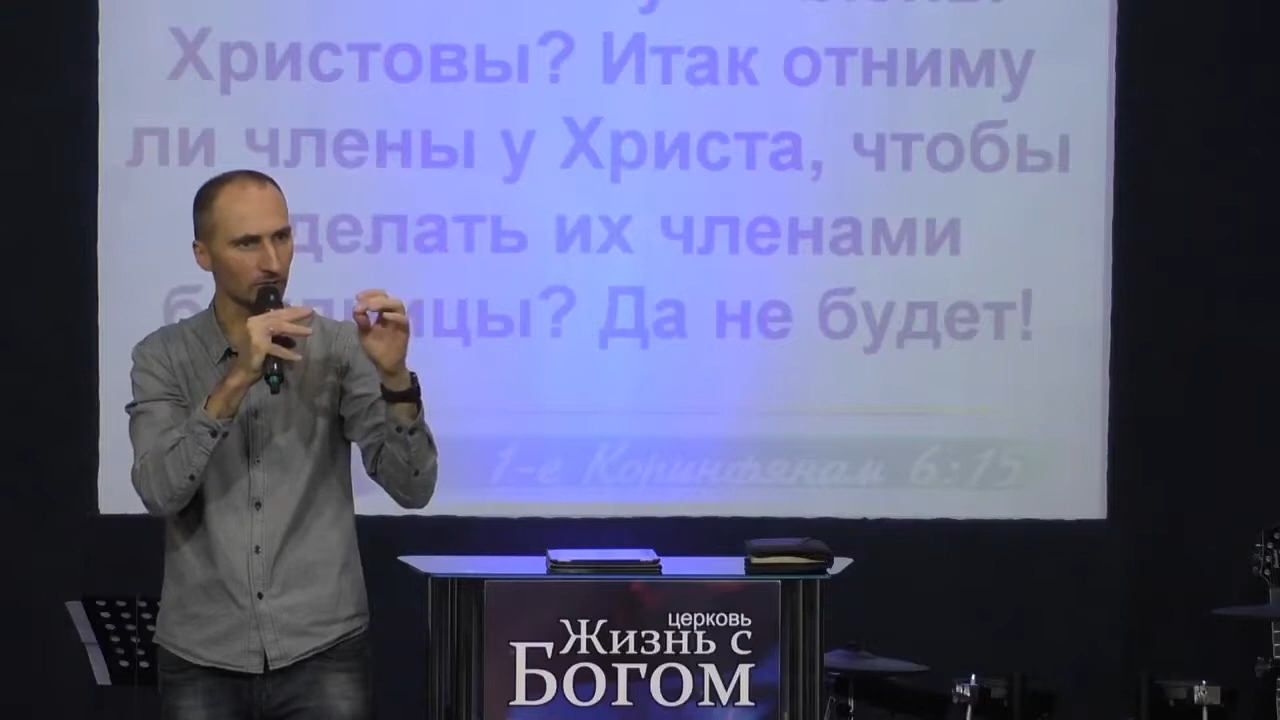 Христовы? Итак отниму
ли члены у Христа, чтобы
делать их членами
блудницы? Да не будет!
1-е Коринфянам 6:15
церковь
Жизнь с
Богом